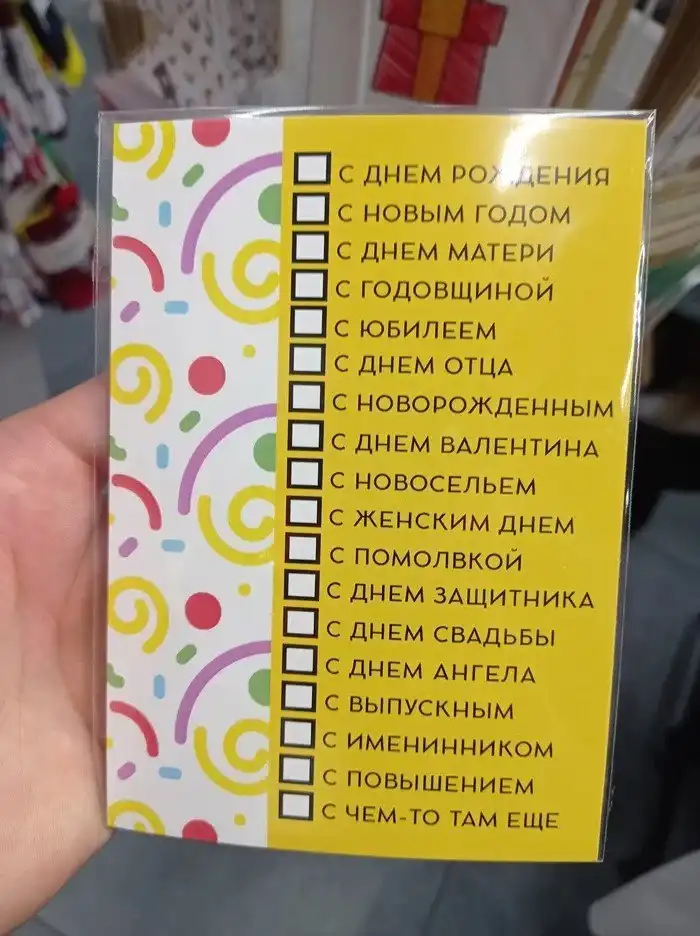 С ДНЕМ РОЖДЕНИЯ
С НОВЫМ ГОДОМ
С ДНЕМ МАТЕРИ
С ГОДОВЩИНОЙ
С ЮБИЛЕЕМ
С ДНЕМ ОТЦА
С НОВОРОЖДЕННЫМ
С ДНЕМ ВАЛЕНТИНА
С НОВОСЕЛЬЕМ
С ЖЕНСКИМ ДНЕМ
С ПОМОЛВКОЙ
С ДНЕМ ЗАЩИТНИКА
С ДНЕМ СВАДЬБЫ
С ДНЕМ АНГЕЛА
С ВЫПУСКНЫМ
С ИМЕНИННИКОМ
С ПОВЫШЕНИЕМ
С ЧЕМ-ТО ТАМ ЕЩЕ